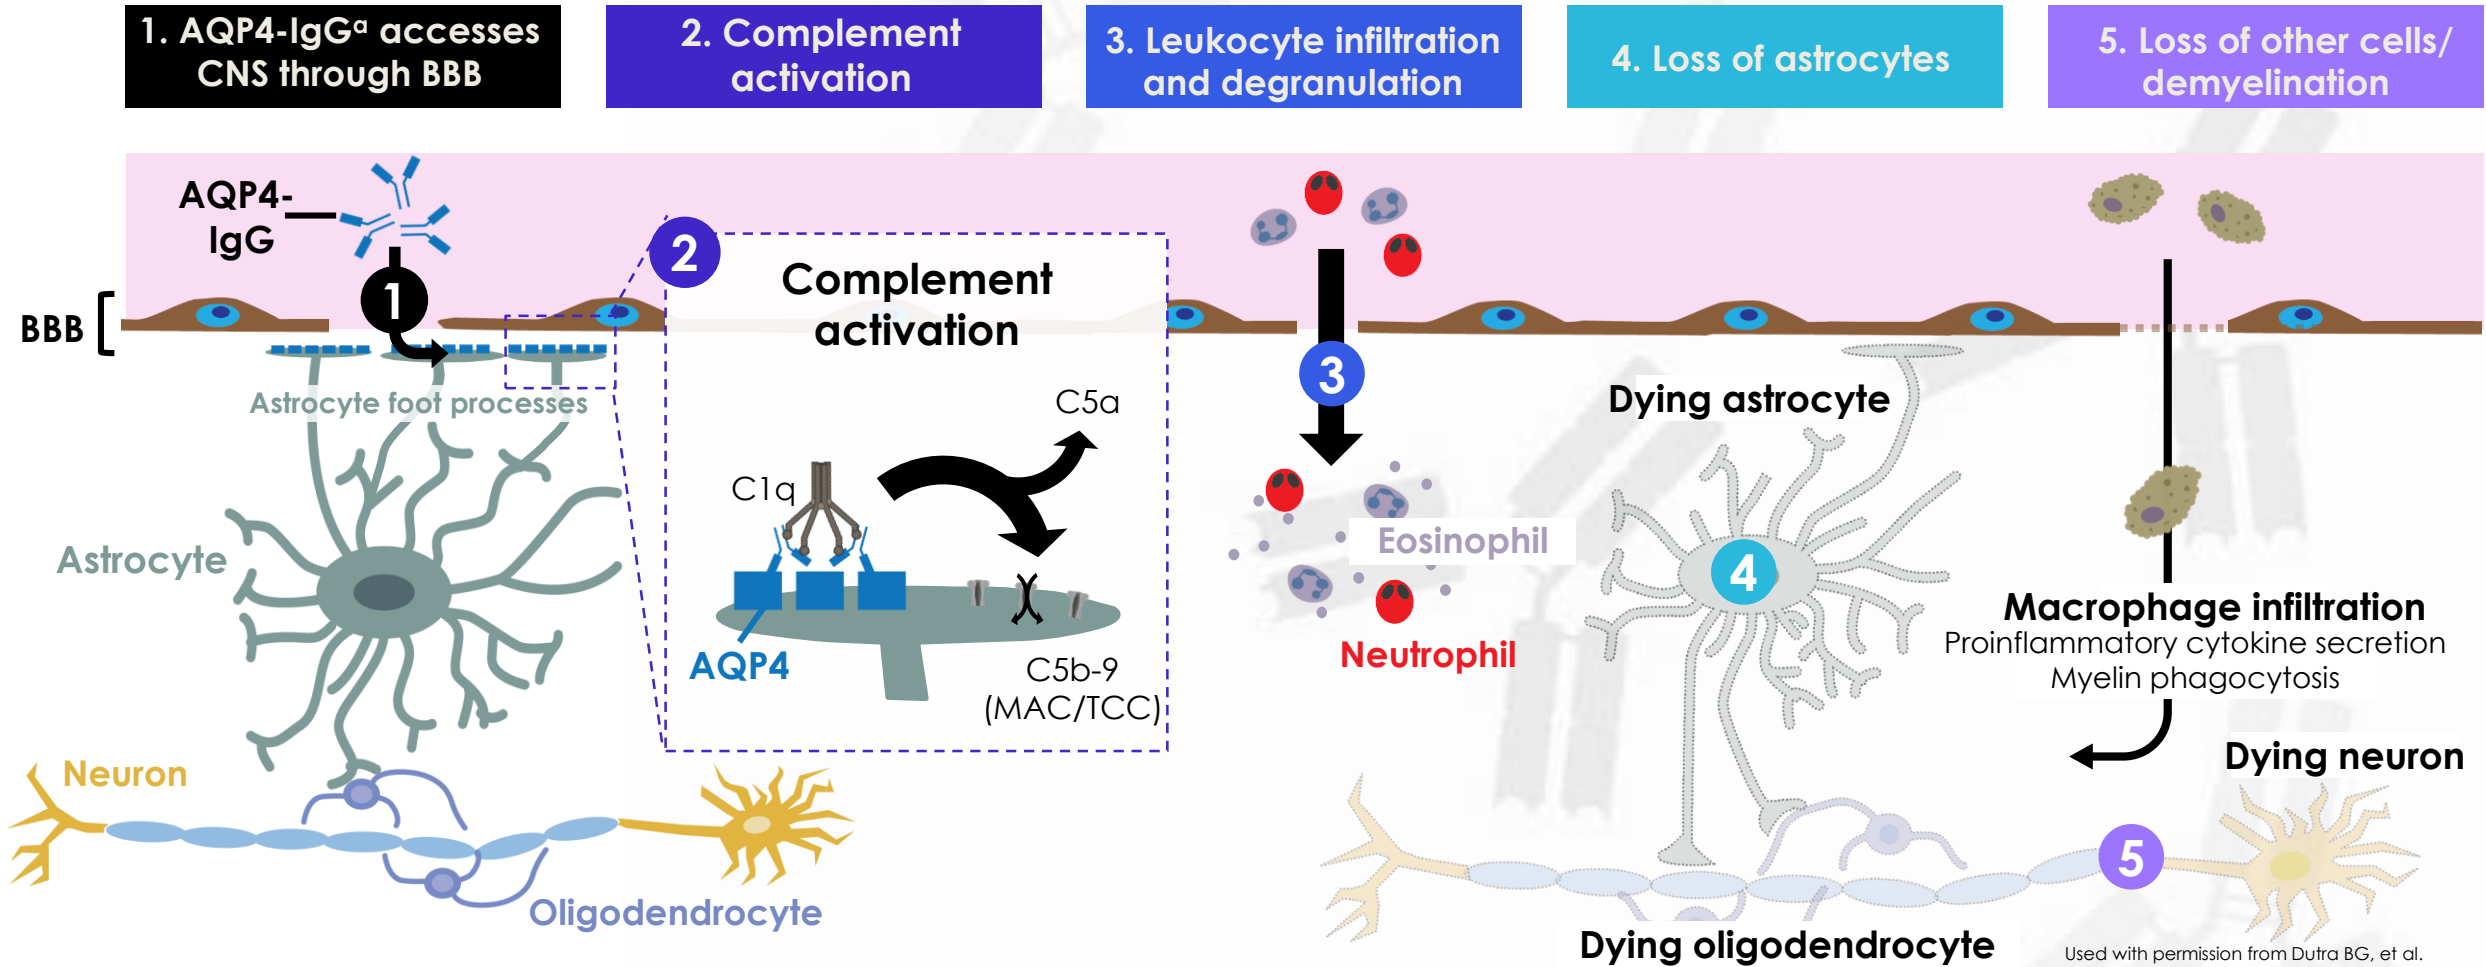 1. AQP4-IgGᵃ accesses
CNS through BBB
2. Complement
activation
3. Leukocyte infiltration
and degranulation
4. Loss of astrocytes
5. Loss of other cells/
demyelination
AQP4-
IgG
1
BBB
Astrocyte foot processes
Astrocyte
Neuron
Oligodendrocyte
2
Complement
activation
C5a
C1q
AQP4
C5b-9
(MAC/TCC)
3
Eosinophil
Neutrophil
Dying astrocyte
4
Macrophage infiltration
Proinflammatory cytokine secretion
Myelin phagocytosis
Dying neuron
5
Dying oligodendrocyte
Used with permission from Dutra BG, et al.